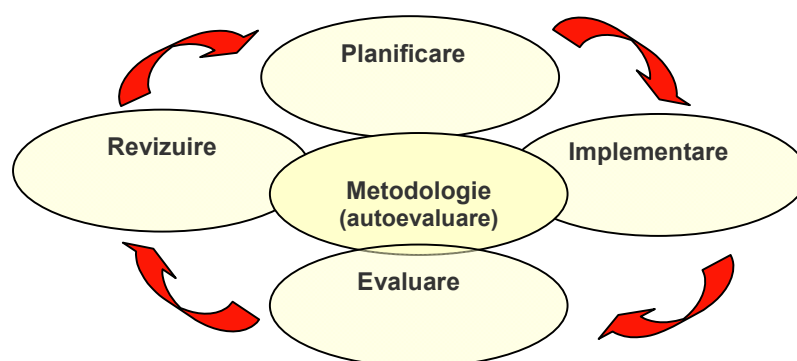 Planificare
Revizuire
Implementare
Metodologie
(autoevaluare)
Evaluare